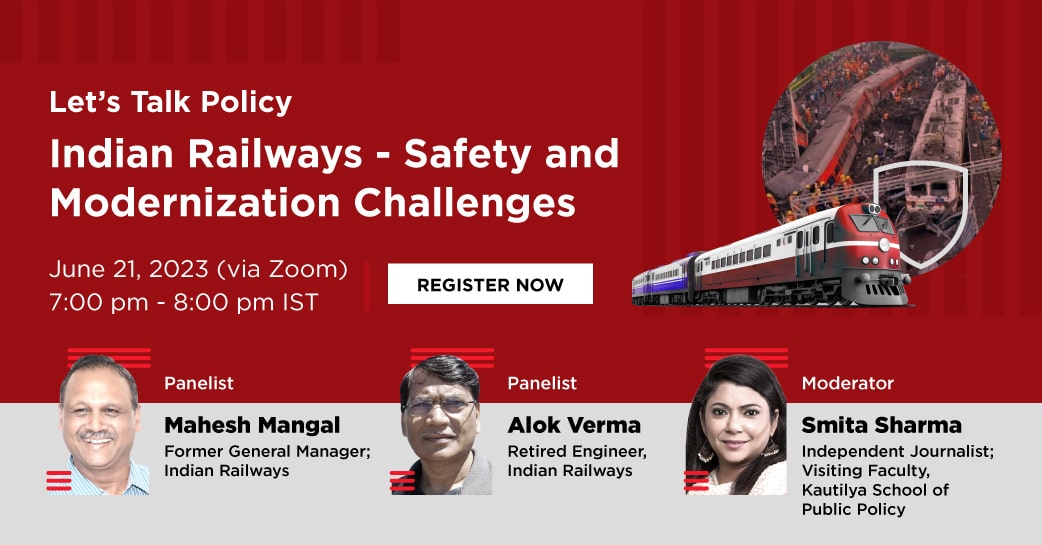 Let's Talk Policy
Indian Railways - Safety and
Modernization Challenges
June 21, 2023 (via Zoom)
7:00 pm - 8:00 pm IST
REGISTER NOW
Panelist
Mahesh Mangal
Former General Manager;
Indian Railways
Panelist
Alok Verma
Retired Engineer,
Indian Railways
Moderator
Smita Sharma
Independent Journalist;
Visiting Faculty,
Kautilya School of
Public Policy